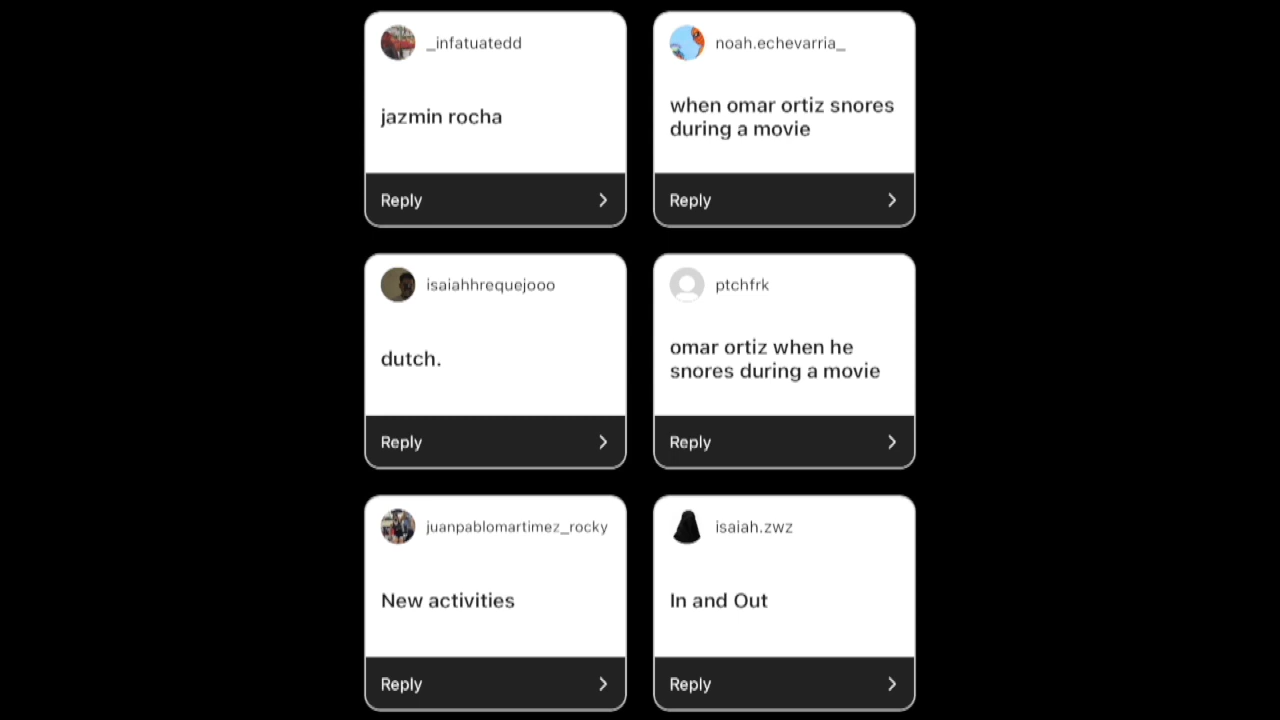 _infatuatedd
jazmin rocha
Reply
noah.echevarria_
when omar ortiz snores
during a movie
Reply
isaiahhrequejooo
dutch.
Reply
ptchfrk
omar ortiz when he
snores during a movie
Reply
juanpablomartimez_rocky
New activities
Reply
isaiah.zwz
In and Out
Reply